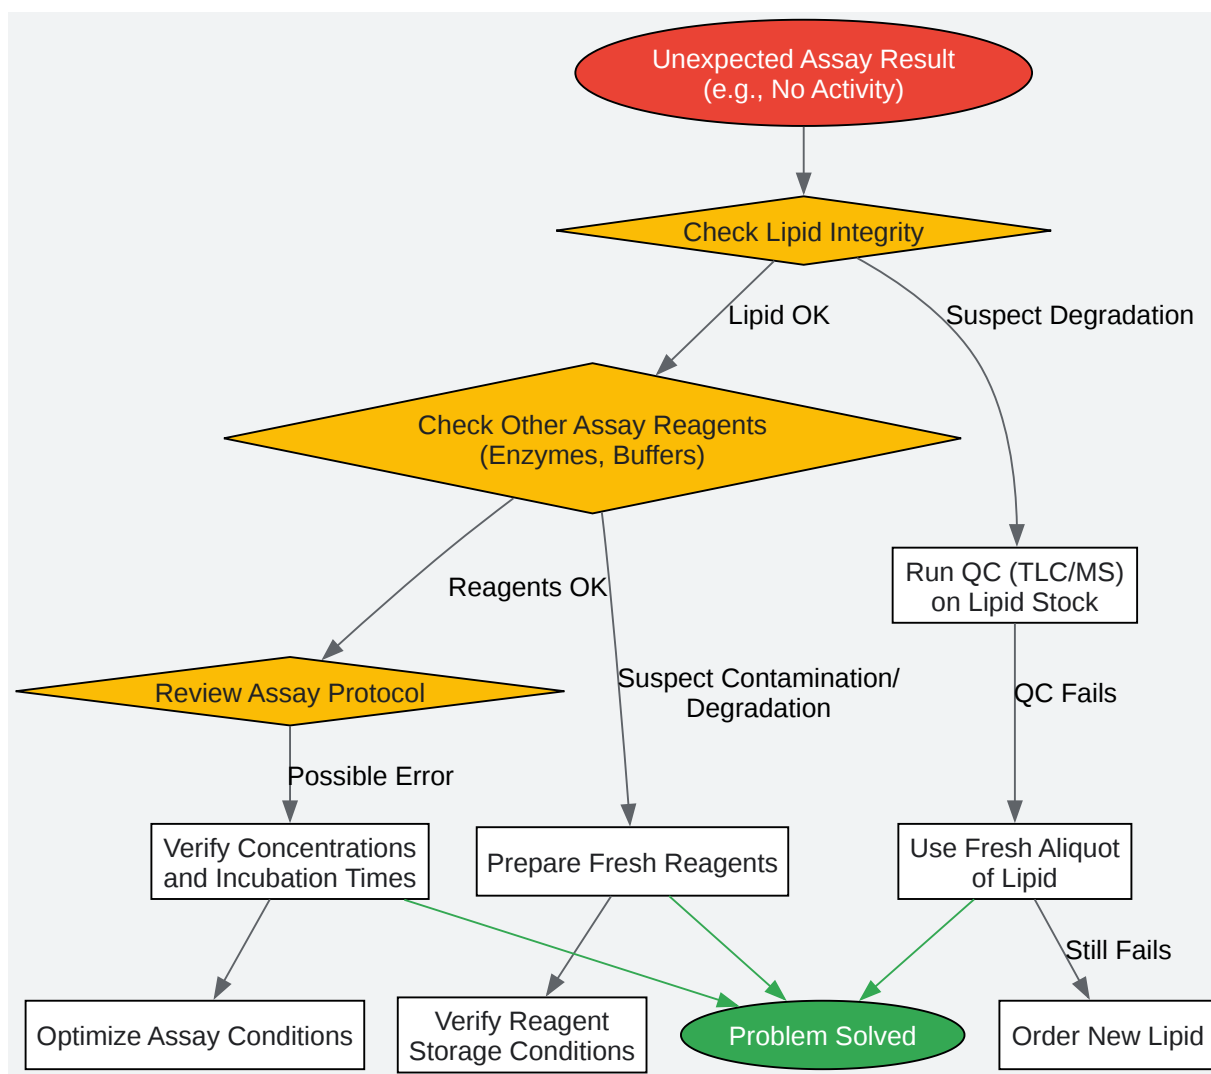 Unexpected Assay Result
(e.g., No Activity)
Check Lipid Integrity
Lipid OK
Suspect Degradation
Check Other Assay Reagents
(Enzymes, Buffers)
Reagents OK
Run QC (TLC/MS)
on Lipid Stock
Review Assay Protocol
Suspect Contamination/
Degradation
QC Fails
Possible Error
Verify Concentrations
and Incubation Times
Prepare Fresh Reagents
Use Fresh Aliquot
of Lipid
Still Fails
Optimize Assay Conditions
Verify Reagent
Storage Conditions
Problem Solved
Order New Lipid